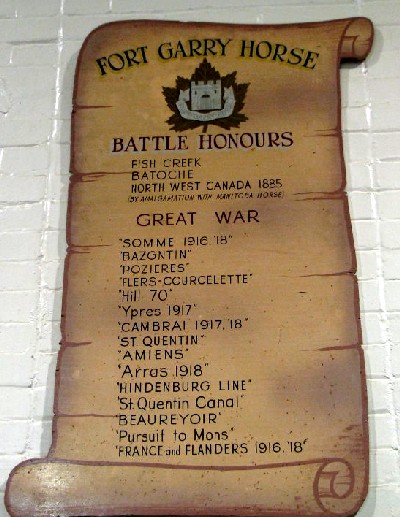 FORT GARRY HORSE
BATTLE HONOURS
FISH CREEK
BATOCHE
NORTH WEST CANADA 1885
(BY AMALGAMATION WITH MANITOBA HORSE)
GREAT WAR
"SOMME 1916 '18"
"BAZONTIN"
"POZIERES"
"FLERS-COURCELETTE"
"Hill 70"
"Ypres 1917"
"CAMBRAI 1917, '18"
"ST QUENTIN"
"AMIENS"
"Arras 1918"
"HINDENBURG LINE"
"St. Quentin Canal"
"BEAUREVOIR"
"Pursuit to Mons"
"FRANCE and FLANDERS 1916, '18"